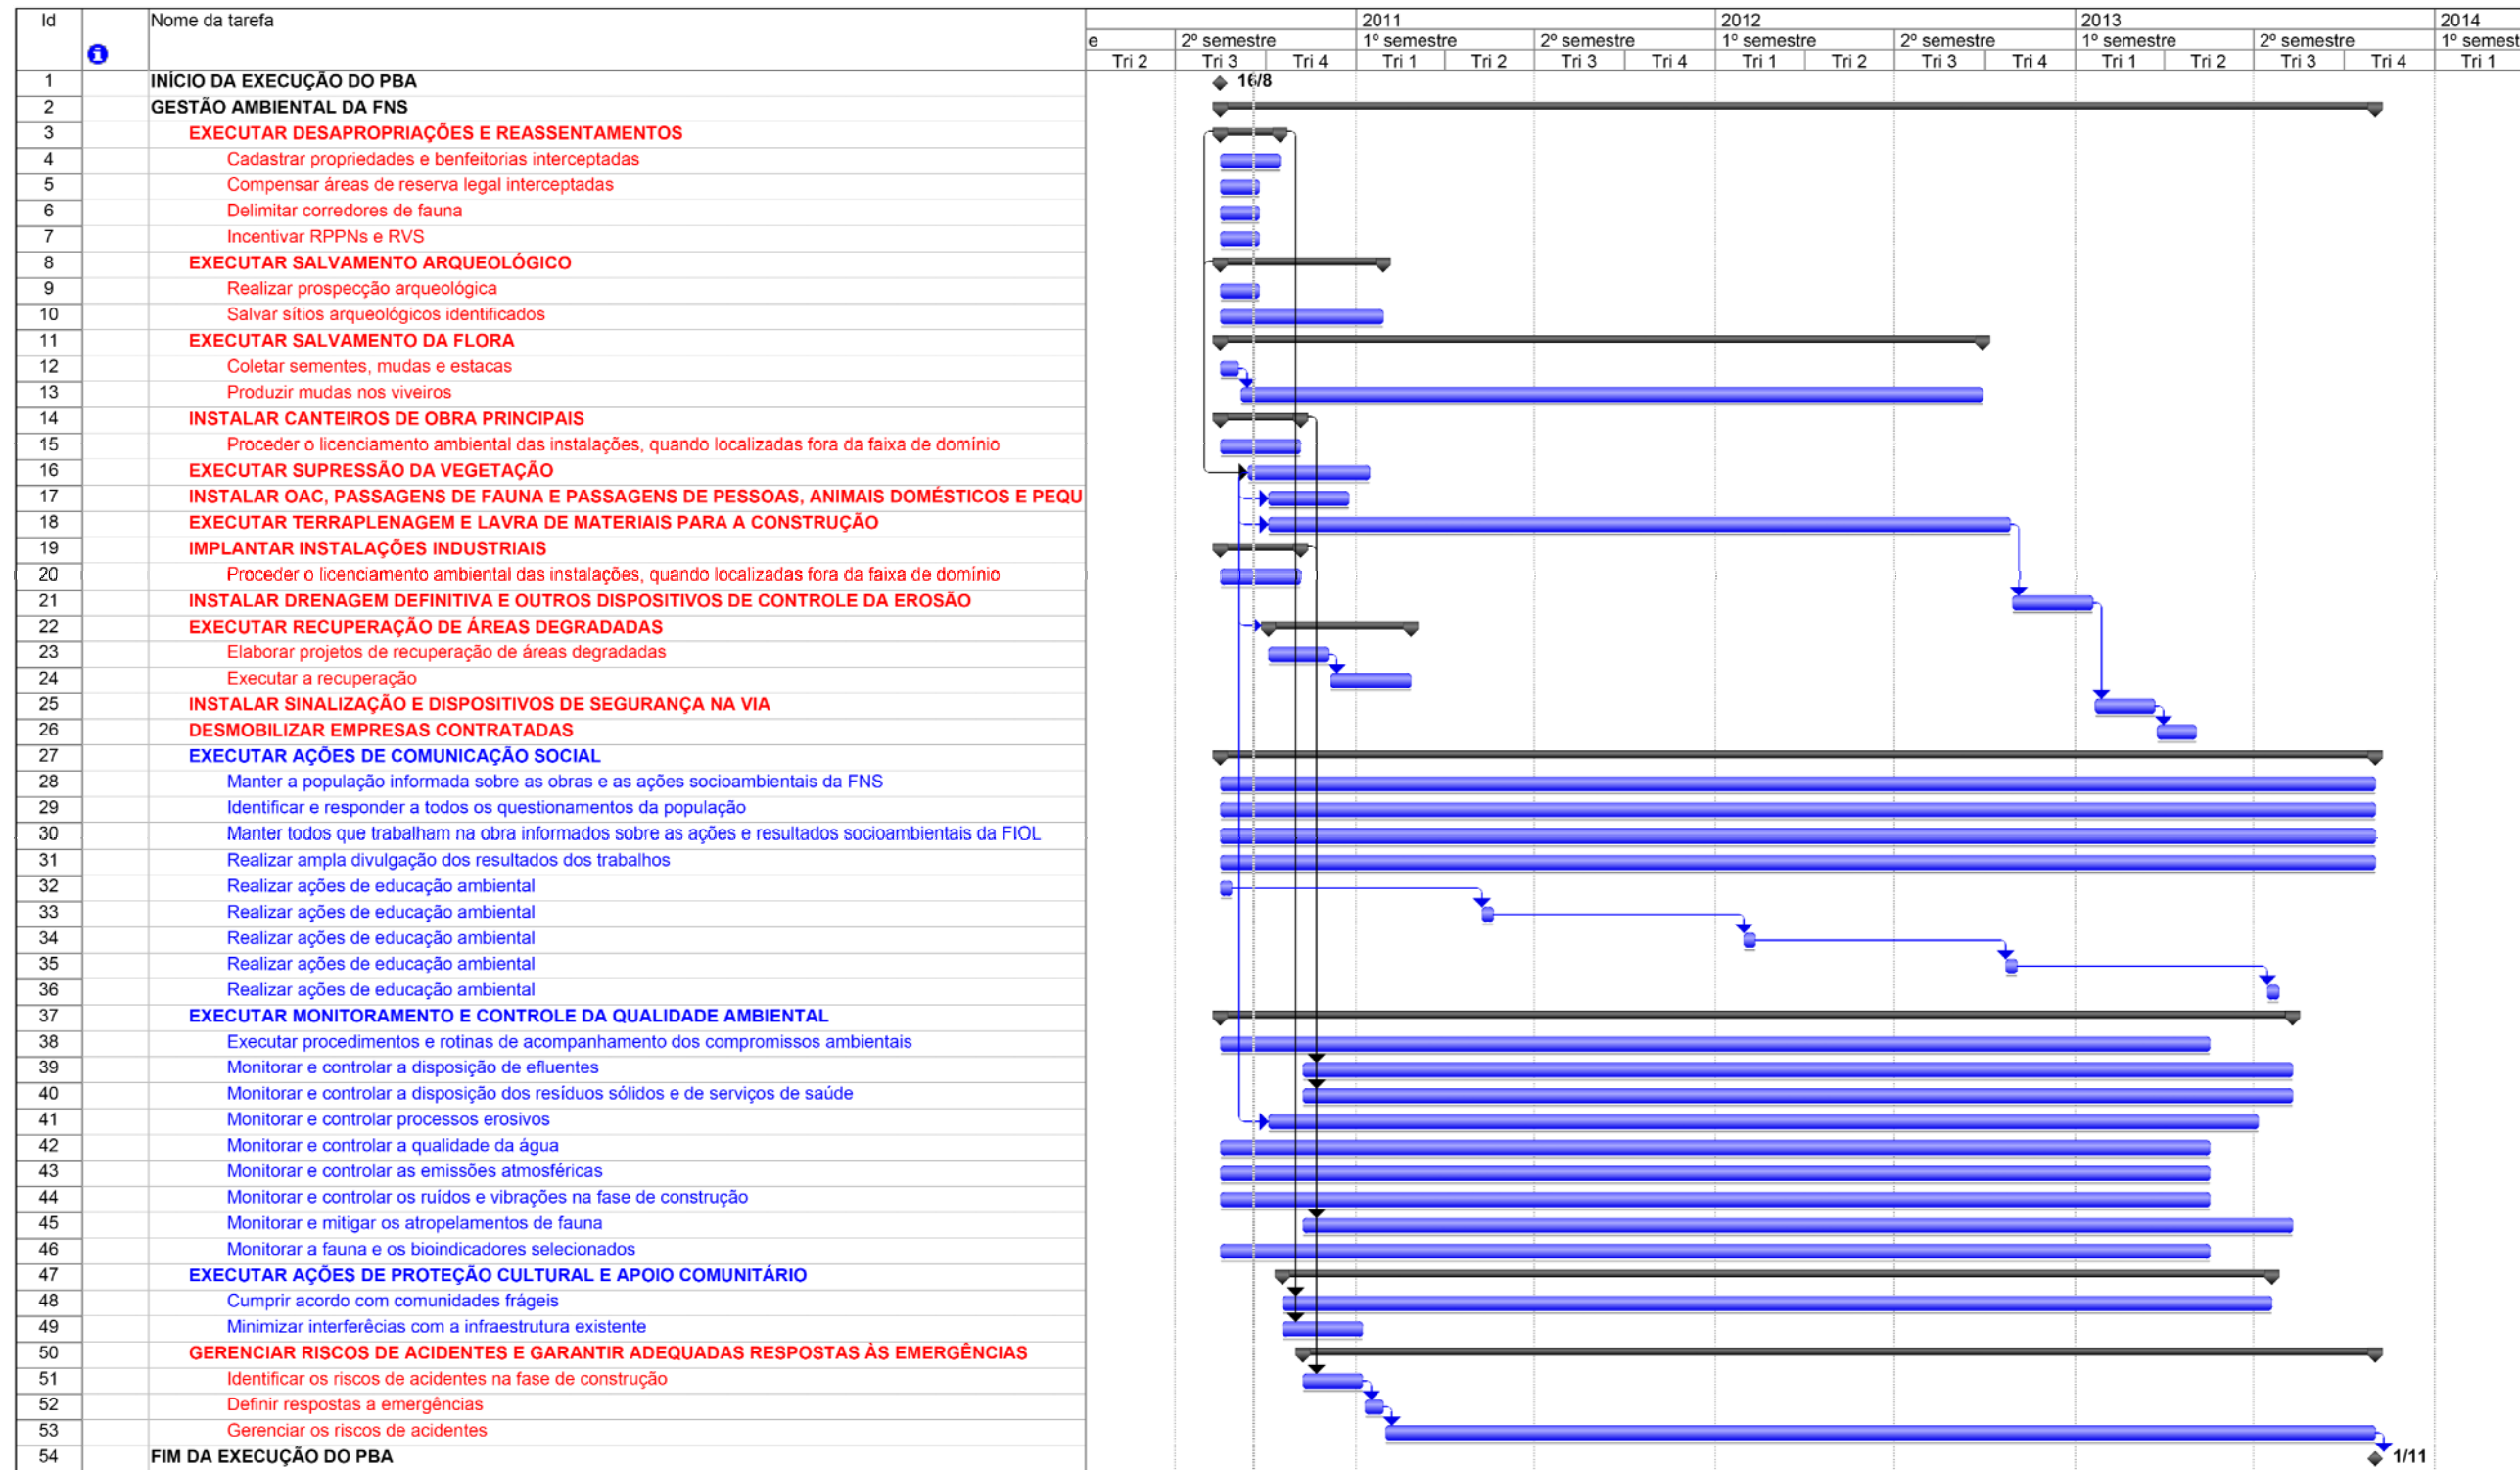 Id Nome da tarefa 2011 2012 2013 2014
e 2º semestre 1º semestre 2º semestre 1º semestre 2º semestre 1º semestre 2º semestre 1º semest
Tri 2 Tri 3 Tri 4 Tri 1 Tri 2 Tri 3 Tri 4 Tri 1 Tri 2 Tri 3 Tri 4 Tri 1 Tri 2 Tri 3 Tri 4 Tri 1
1 INÍCIO DA EXECUÇÃO DO PBA 16/8
2 GESTÃO AMBIENTAL DA FNS
3 EXECUTAR DESAPROPRIAÇÕES E REASSENTAMENTOS
4 Cadastrar propriedades e benfeitorias interceptadas
5 Compensar áreas de reserva legal interceptadas
6 Delimitar corredores de fauna
7 Incentivar RPPNs e RVS
8 EXECUTAR SALVAMENTO ARQUEOLÓGICO
9 Realizar prospecção arqueológica
10 Salvar sítios arqueológicos identificados
11 EXECUTAR SALVAMENTO DA FLORA
12 Coletar sementes, mudas e estacas
13 Produzir mudas nos viveiros
14 INSTALAR CANTEIROS DE OBRA PRINCIPAIS
15 Proceder o licenciamento ambiental das instalações, quando localizadas fora da faixa de domínio
16 EXECUTAR SUPRESSÃO DA VEGETAÇÃO
17 INSTALAR OAC, PASSAGENS DE FAUNA E PASSAGENS DE PESSOAS, ANIMAIS DOMÉSTICOS E PEQU
18 EXECUTAR TERRAPLENAGEM E LAVRA DE MATERIAIS PARA A CONSTRUÇÃO
19 IMPLANTAR INSTALAÇÕES INDUSTRIAIS
20 Proceder o licenciamento ambiental das instalações, quando localizadas fora da faixa de domínio
21 INSTALAR DRENAGEM DEFINITIVA E OUTROS DISPOSITIVOS DE CONTROLE DA EROSÃO
22 EXECUTAR RECUPERAÇÃO DE ÁREAS DEGRADADAS
23 Elaborar projetos de recuperação de áreas degradadas
24 Executar a recuperação
25 INSTALAR SINALIZAÇÃO E DISPOSITIVOS DE SEGURANÇA NA VIA
26 DESMOBILIZAR EMPRESAS CONTRATADAS
27 EXECUTAR AÇÕES DE COMUNICAÇÃO SOCIAL
28 Manter a população informada sobre as obras e as ações socioambientais da FNS
29 Identificar e responder a todos os questionamentos da população
30 Manter todos que trabalham na obra informados sobre as ações e resultados socioambientais da FIOL
31 Realizar ampla divulgação dos resultados dos trabalhos
32 Realizar ações de educação ambiental
33 Realizar ações de educação ambiental
34 Realizar ações de educação ambiental
35 Realizar ações de educação ambiental
36 Realizar ações de educação ambiental
37 EXECUTAR MONITORAMENTO E CONTROLE DA QUALIDADE AMBIENTAL
38 Executar procedimentos e rotinas de acompanhamento dos compromissos ambientais
39 Monitorar e controlar a disposição de efluentes
40 Monitorar e controlar a disposição dos resíduos sólidos e de serviços de saúde
41 Monitorar e controlar processos erosivos
42 Monitorar e controlar a qualidade da água
43 Monitorar e controlar as emissões atmosféricas
44 Monitorar e controlar os ruídos e vibrações na fase de construção
45 Monitorar e mitigar os atropelamentos de fauna
46 Monitorar a fauna e os bioindicadores selecionados
47 EXECUTAR AÇÕES DE PROTEÇÃO CULTURAL E APOIO COMUNITÁRIO
48 Cumprir acordo com comunidades frágeis
49 Minimizar interferêcias com a infraestrutura existente
50 GERENCIAR RISCOS DE ACIDENTES E GARANTIR ADEQUADAS RESPOSTAS ÀS EMERGÊNCIAS
51 Identificar os riscos de acidentes na fase de construção
52 Definir respostas a emergências
53 Gerenciar os riscos de acidentes
54 FIM DA EXECUÇÃO DO PBA 1/11